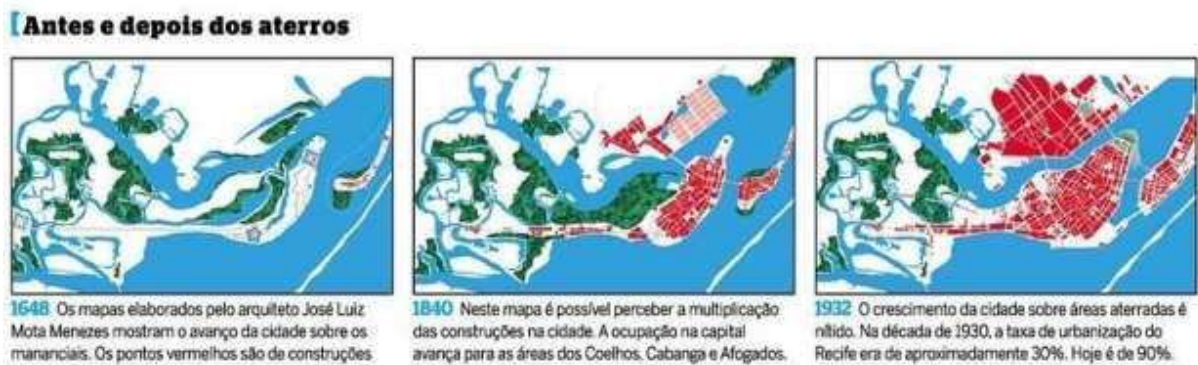 Antes e depois dos aterros
1648 Os mapas elaborados pelo arquiteto José Luiz
Mota Menezes mostram o avanço da cidade sobre os
mananciais. Os pontos vermelhos são de construções
1840 Neste mapa é possível perceber a multiplicação
das construções na cidade. A ocupação na capital
avança para as áreas dos Coelhos, Cabanga e Afogados.
1932 O crescimento da cidade sobre áreas aterradas é
nítido. Na década de 1930, a taxa de urbanização do
Recife era de aproximadamente 30%. Hoje é de 90%.